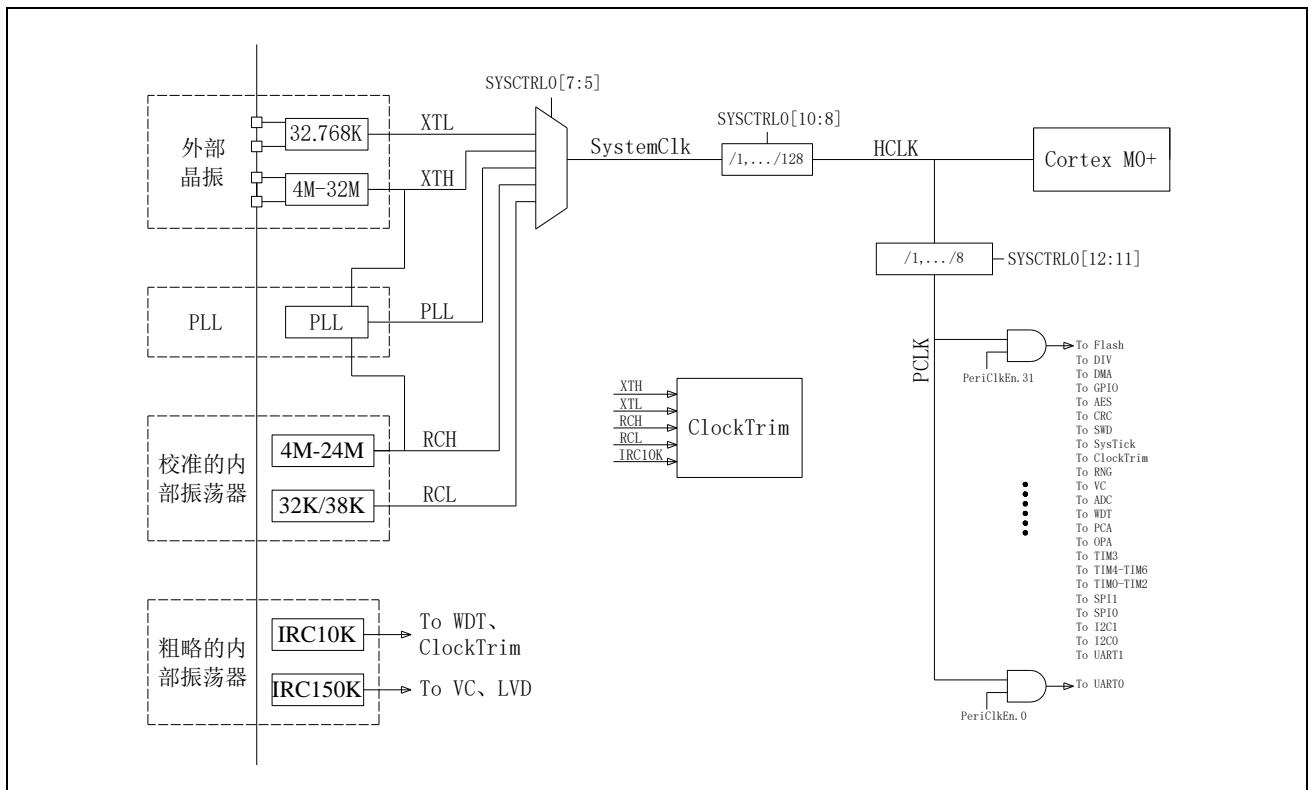 SYSCTRL0[7:5]
外部
晶振
32.768K
XTL
4M-32M
XTH
SystemClk
SYSCTRL0[10:8]
/1,.../128
HCLK
Cortex M0+
/1,.../8
SYSCTRL0[12:11]
PLL
PLL
PLL
PCLK
校准的内
部振荡器
4M-24M
RCH
32K/38K
RCL
XTH
XTL
RCH
RCL
IRC10K
ClockTrim
PeriClkEn.31
To Flash
To DIV
To DMA
To GPIO
To AES
To CRC
To SWD
To SysTick
To ClockTrim
To RNG
To VC
To ADC
To WDT
To PCA
To OPA
To TIM3
To TIM4-TIM6
To TIM0-TIM2
To SPI1
To SPI0
To I2C1
To I2C0
To UART1
To UART0
PeriClkEn.0
粗略的内
部振荡器
IRC10K
To WDT、
ClockTrim
IRC150K
To VC、LVD